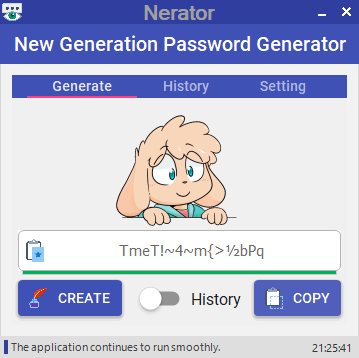 Nerator
New Generation Password Generator
Generate History Setting
TmeT!~4~m{>½bPq
CREATE History COPY
The application continues to run smoothly. 21:25:41